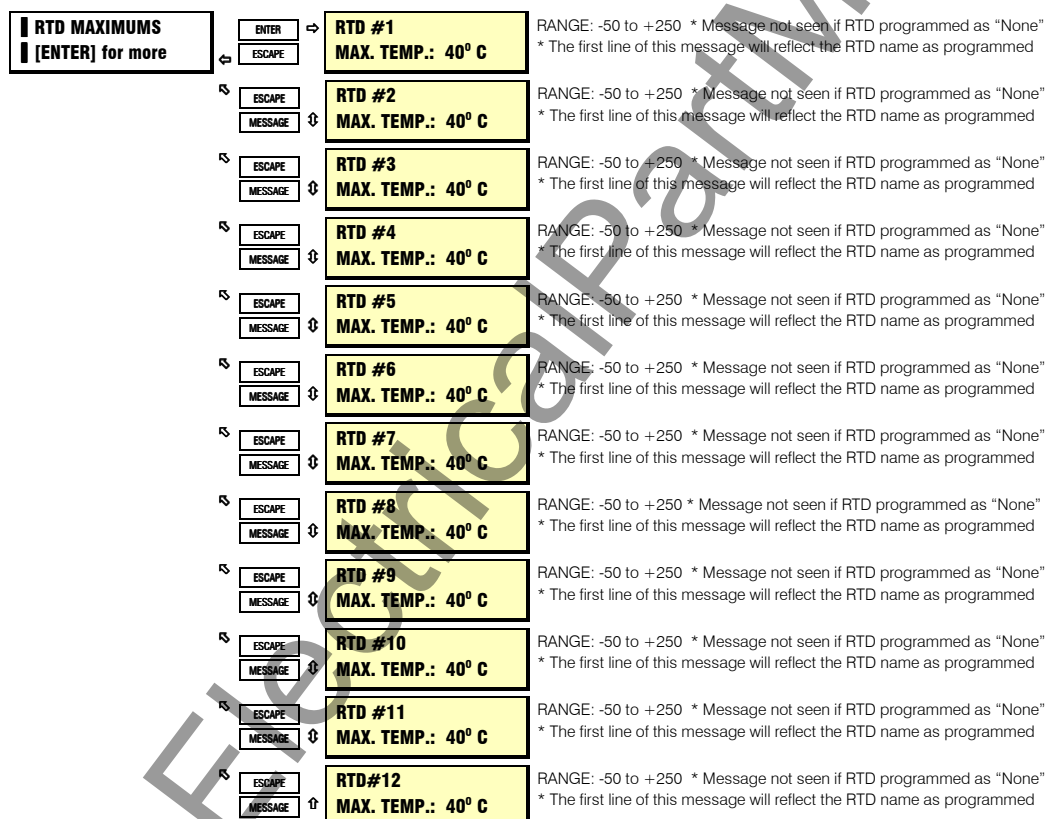 RTD MAXIMUMS
[ENTER] for more
ENTER ⇨
⇦ ESCAPE
RTD #1
MAX. TEMP.: 40º C
RANGE: -50 to +250 * Message not seen if RTD programmed as “None”
* The first line of this message will reflect the RTD name as programmed
ESCAPE
MESSAGE ⇳
RTD #2
MAX. TEMP.: 40º C
RANGE: -50 to +250 * Message not seen if RTD programmed as “None”
* The first line of this message will reflect the RTD name as programmed
ESCAPE
MESSAGE ⇳
RTD #3
MAX. TEMP.: 40º C
RANGE: -50 to +250 * Message not seen if RTD programmed as “None”
* The first line of this message will reflect the RTD name as programmed
ESCAPE
MESSAGE ⇳
RTD #4
MAX. TEMP.: 40º C
RANGE: -50 to +250 * Message not seen if RTD programmed as “None”
* The first line of this message will reflect the RTD name as programmed
ESCAPE
MESSAGE ⇳
RTD #5
MAX. TEMP.: 40º C
RANGE: -50 to +250 * Message not seen if RTD programmed as “None”
* The first line of this message will reflect the RTD name as programmed
ESCAPE
MESSAGE ⇳
RTD #6
MAX. TEMP.: 40º C
RANGE: -50 to +250 * Message not seen if RTD programmed as “None”
* The first line of this message will reflect the RTD name as programmed
ESCAPE
MESSAGE ⇳
RTD #7
MAX. TEMP.: 40º C
RANGE: -50 to +250 * Message not seen if RTD programmed as “None”
* The first line of this message will reflect the RTD name as programmed
ESCAPE
MESSAGE ⇳
RTD #8
MAX. TEMP.: 40º C
RANGE: -50 to +250 * Message not seen if RTD programmed as “None”
* The first line of this message will reflect the RTD name as programmed
ESCAPE
MESSAGE ⇳
RTD #9
MAX. TEMP.: 40º C
RANGE: -50 to +250 * Message not seen if RTD programmed as “None”
* The first line of this message will reflect the RTD name as programmed
ESCAPE
MESSAGE ⇳
RTD #10
MAX. TEMP.: 40º C
RANGE: -50 to +250 * Message not seen if RTD programmed as “None”
* The first line of this message will reflect the RTD name as programmed
ESCAPE
MESSAGE ⇳
RTD #11
MAX. TEMP.: 40º C
RANGE: -50 to +250 * Message not seen if RTD programmed as “None”
* The first line of this message will reflect the RTD name as programmed
ESCAPE
MESSAGE ⇧
RTD#12
MAX. TEMP.: 40º C
RANGE: -50 to +250 * Message not seen if RTD programmed as “None”
* The first line of this message will reflect the RTD name as programmed
ElectricalPartM